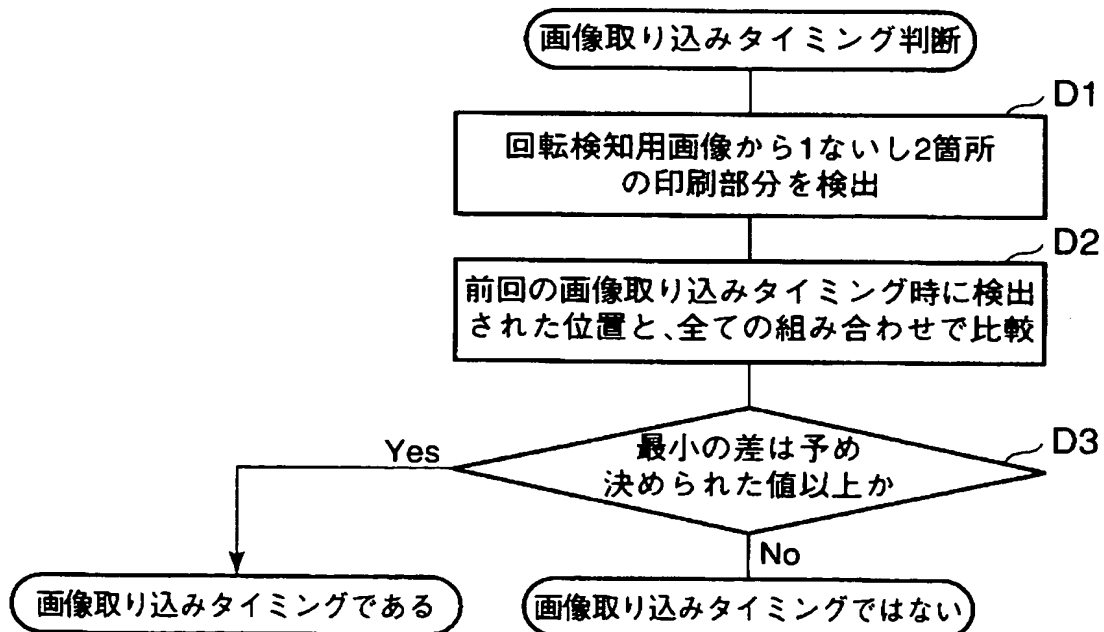 画像取り込みタイミング判断
D1
回転検知用画像から1ないし2箇所
の印刷部分を検出
D2
前回の画像取り込みタイミング時に検出
された位置と、全ての組み合わせで比較
D3
最小の差は予め
決められた値以上か
Yes
No
画像取り込みタイミングである
画像取り込みタイミングではない